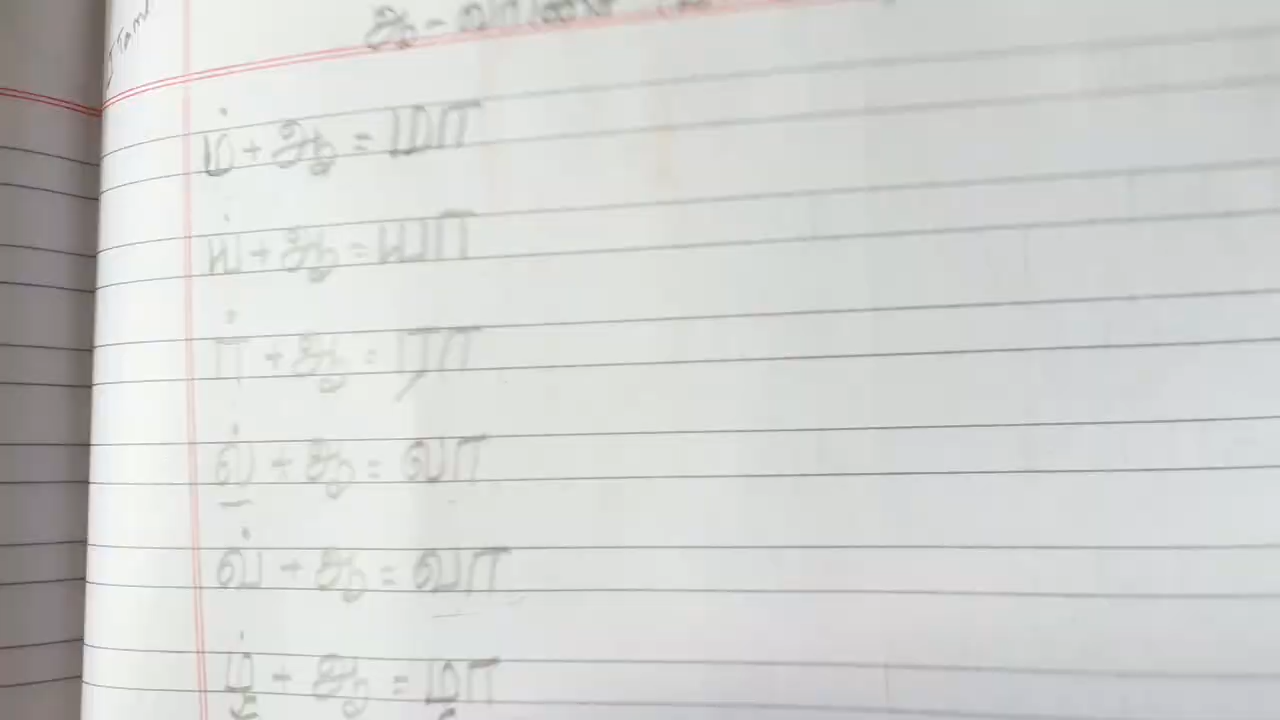 ம் + ஆ = மா
ய் + ஆ = யா
ர் + ஆ = ரா
ல் + ஆ = லா
வ் + ஆ = வா
ழ் + ஆ = ழா